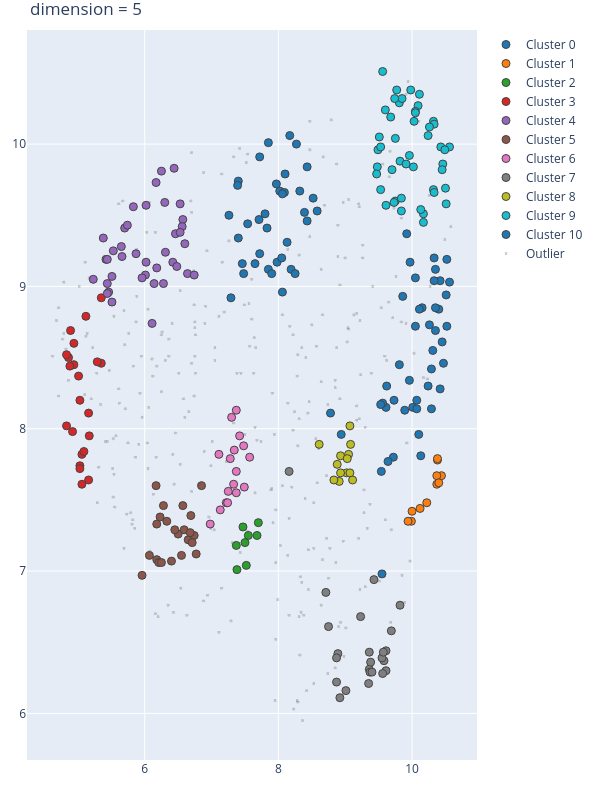 dimension = 5
Cluster 0
Cluster 1
Cluster 2
Cluster 3
Cluster 4
Cluster 5
Cluster 6
Cluster 7
Cluster 8
Cluster 9
Cluster 10
Outlier
10
9
8
7
6
6
8
10